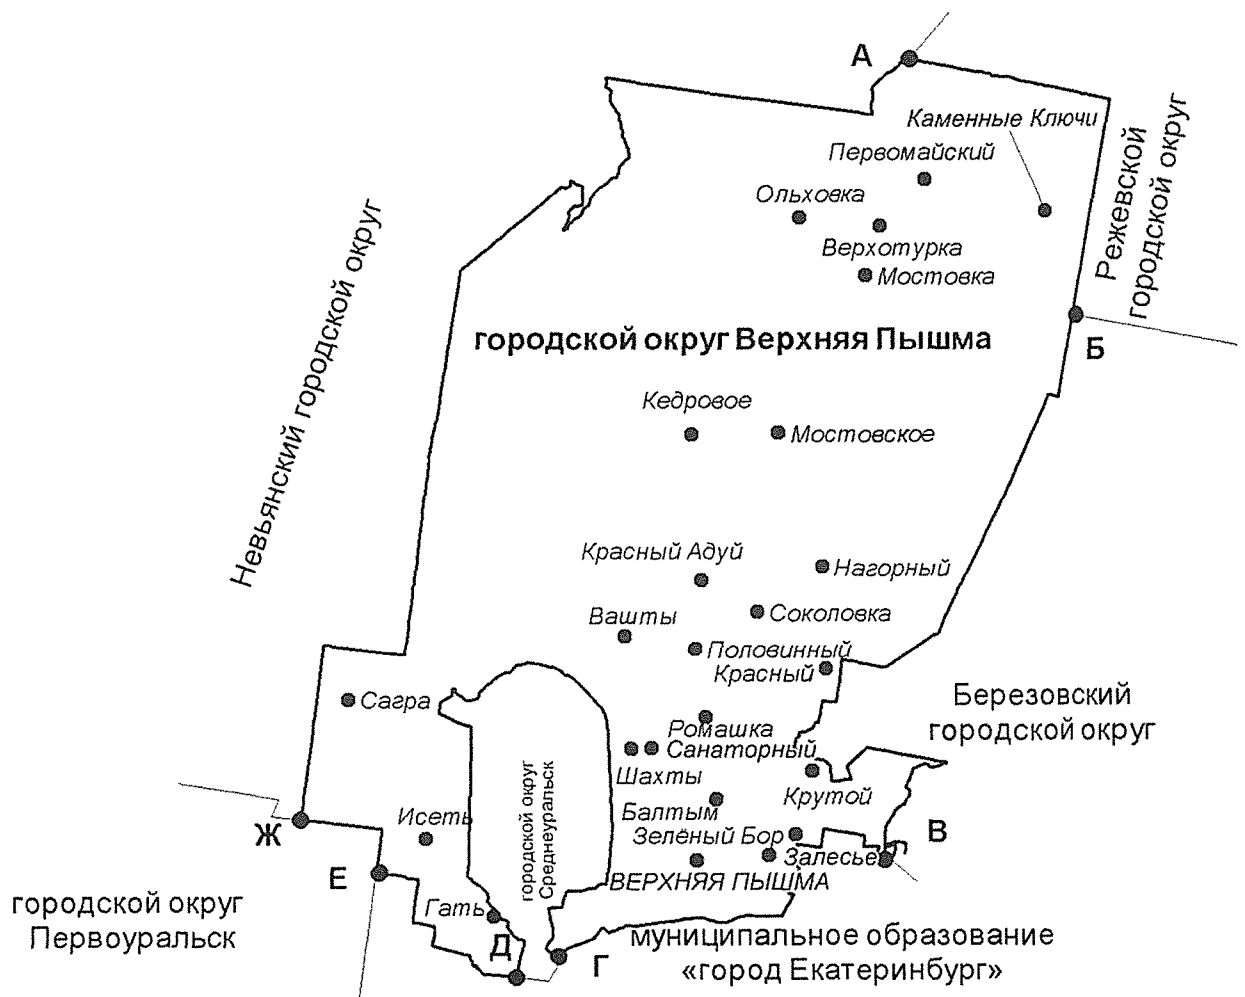 А
Каменные Ключи
Первомайский
Ольховка
Верхотурка
Мостовка
Режевской
городской округ
Невьянский городской округ
городской округ Верхняя Пышма
Б
Кедровое
Мостовское
Красный Адуй
Нагорный
Соколовка
Вашты
Половинный
Красный
Сагра
Березовский
городской округ
Ромашка
Санаторный
Шахты
городской округ
Среднеуральск
Крутой
Балтым
Исеть
Ж
Зелёный Бор
В
Залесье
Е
ВЕРХНЯЯ ПЫШМА
городской округ
Первоуральск
Гать
Д
Г
муниципальное образование
«город Екатеринбург»